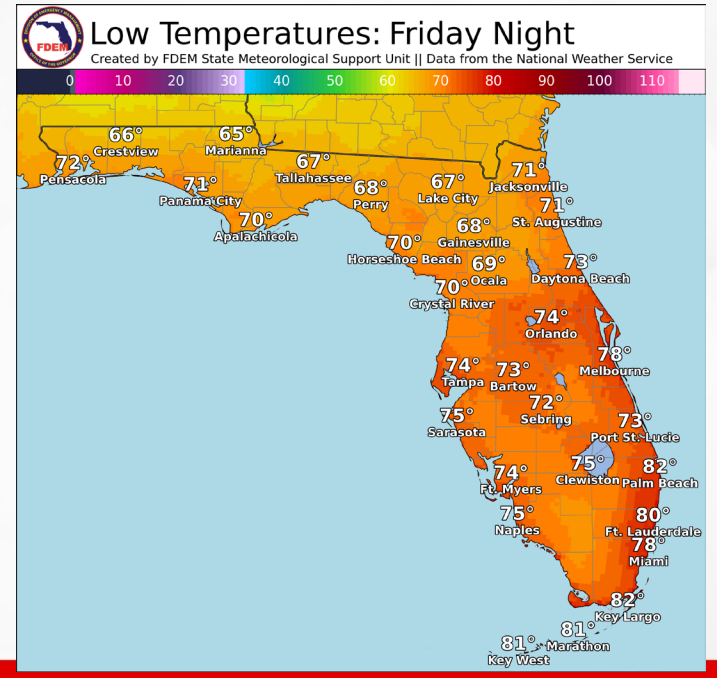 FDEM
Low Temperatures: Friday Night
Created by FDEM State Meteorological Support Unit || Data from the National Weather Service
0 10 20 30 40 50 60 70 80 90 100 110
66°
Crestview
65°
Marianna
72°
Pensacola
67°
Tallahassee
71°
Panama City
68°
Perry
67°
Lake City
71°
Jacksonville
70°
Apalachicola
71°
St. Augustine
68°
Gainesville
70°
Horseshoe Beach
69°
Ocala
73°
Daytona Beach
70°
Crystal River
74°
Orlando
78°
Melbourne
74°
Tampa
73°
Bartow
72°
Sebring
75°
Sarasota
73°
Port St. Lucie
74°
Ft. Myers
75°
Clewiston
82°
Palm Beach
75°
Naples
80°
Ft. Lauderdale
78°
Miami
82°
Key Largo
81°
Marathon
81°
Key West